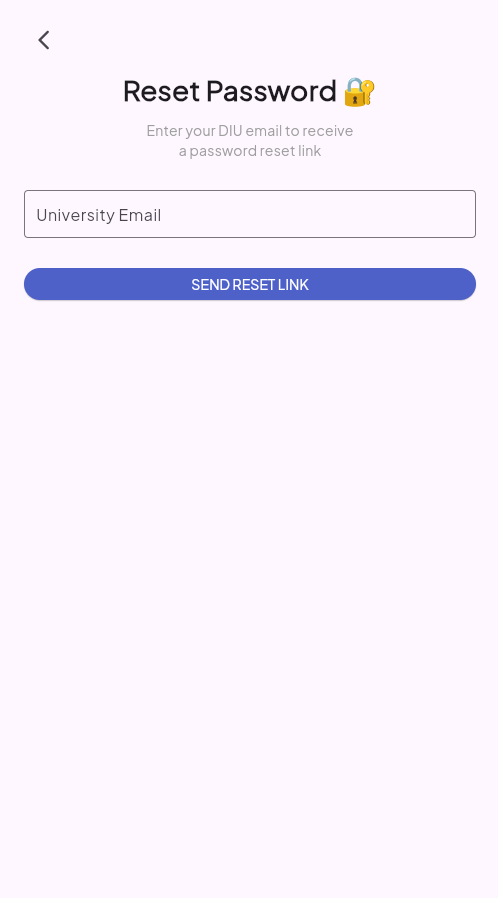 Reset Password 🔐
Enter your DIU email to receive
a password reset link
University Email
SEND RESET LINK